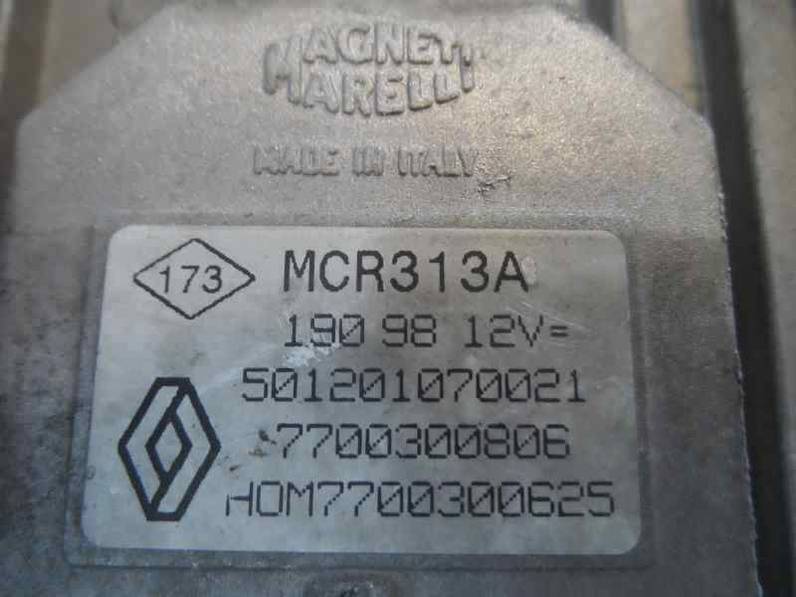 MAGNETI
MARELLI
MADE IN ITALY
173 MCR313A
190 98 12V=
501201070021
7700300806
HOM7700300625